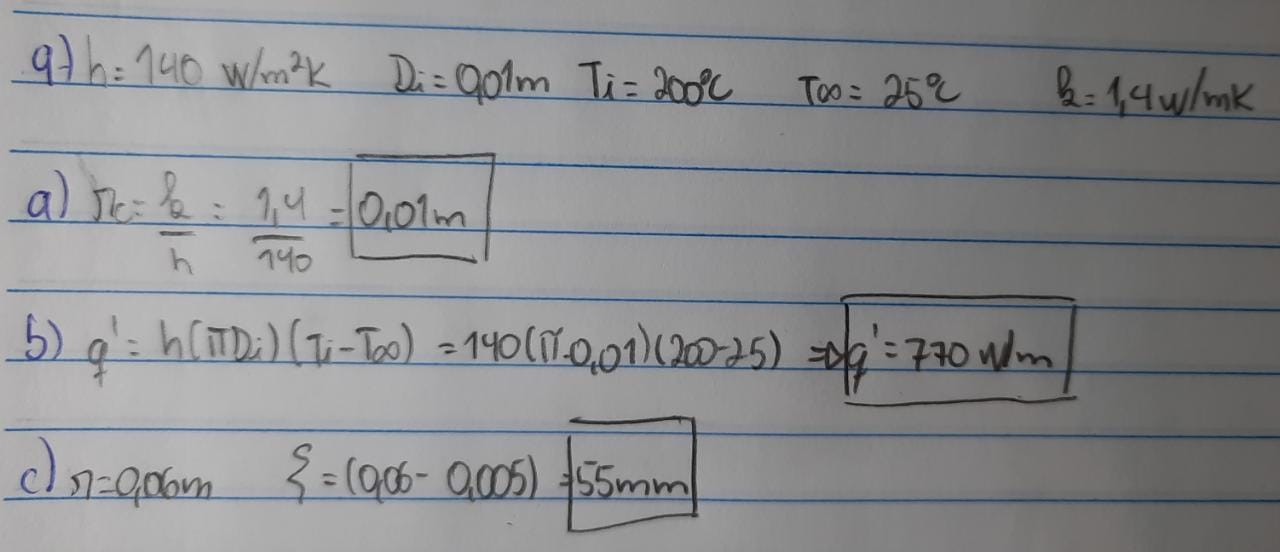 9) h = 140 W/m²K Di = 0,01m Ti = 200°C T∞ = 25°C k = 1,4 W/mK
a) rc = k/h = 1,4/140 = 0,01m
b) q' = h(πDi)(Ti-T∞) = 140(π.0,01)(200-25) => q' = 770 W/m
c) r = 0,06m ξ = (0,06 - 0,005) = 55mm